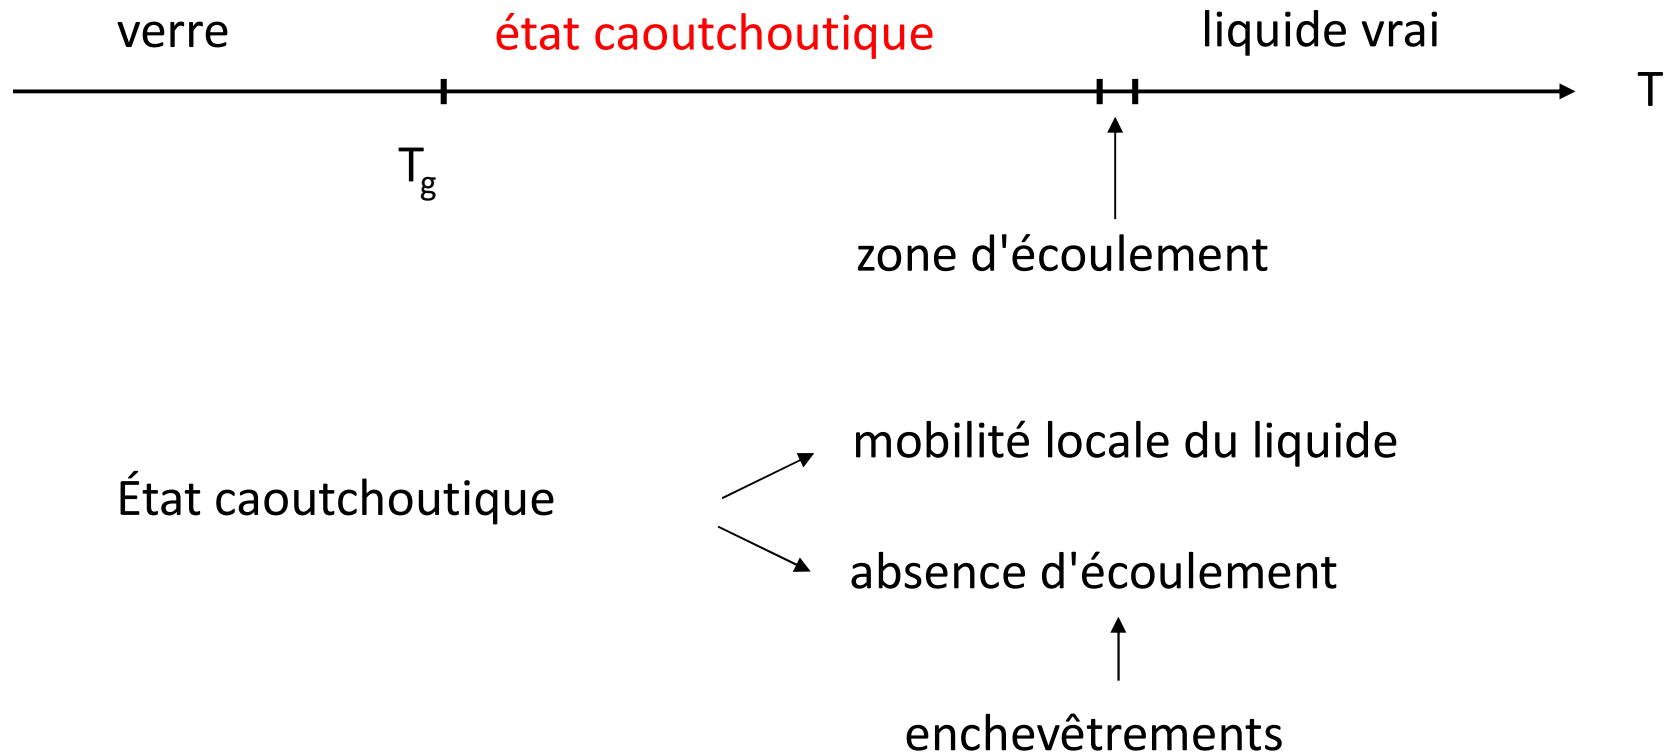 verre
état caoutchoutique
liquide vrai
T
Tg
zone d'écoulement
mobilité locale du liquide
État caoutchoutique
absence d'écoulement
enchevêtrements